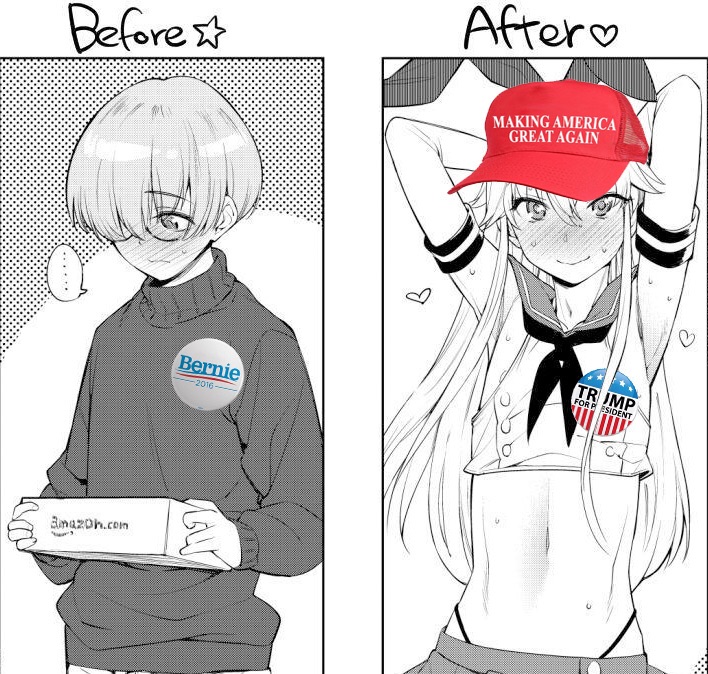 Before☆
After♡
MAKING AMERICA
GREAT AGAIN
Bernie
2016
TRUMP
FOR PRESIDENT
amazon.com